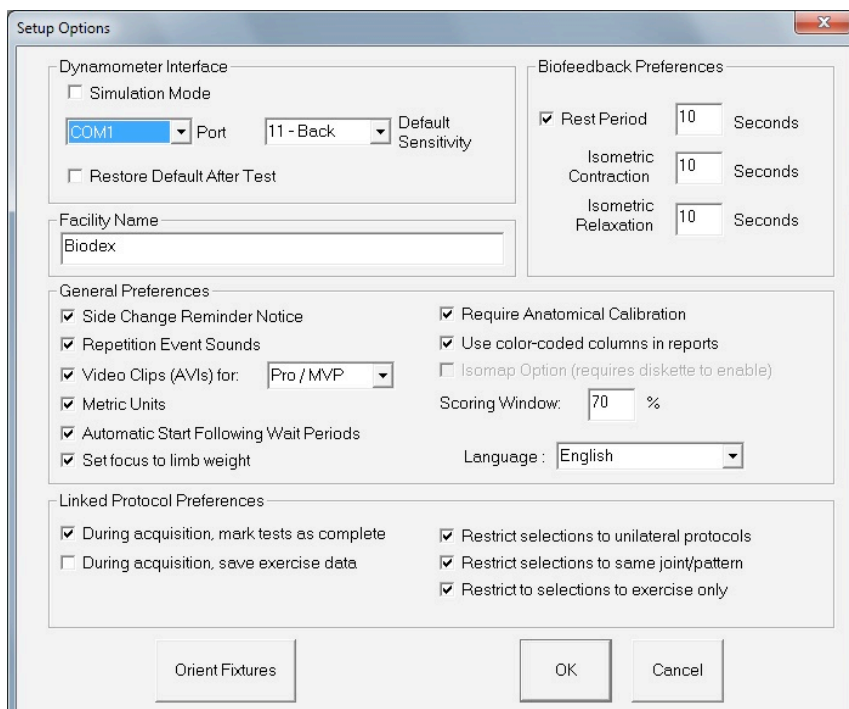 Setup Options
x
Dynamometer Interface
Simulation Mode
COM1 Port 11 - Back Default Sensitivity
Restore Default After Test
Biofeedback Preferences
Rest Period 10 Seconds
Isometric Contraction 10 Seconds
Isometric Relaxation 10 Seconds
Facility Name
Biodex
General Preferences
Side Change Reminder Notice
Repetition Event Sounds
Video Clips (AVIs) for: Pro / MVP
Metric Units
Automatic Start Following Wait Periods
Set focus to limb weight
Require Anatomical Calibration
Use color-coded columns in reports
Isomap Option (requires diskette to enable)
Scoring Window: 70 %
Language : English
Linked Protocol Preferences
During acquisition, mark tests as complete
During acquisition, save exercise data
Restrict selections to unilateral protocols
Restrict selections to same joint/pattern
Restrict to selections to exercise only
Orient Fixtures
OK
Cancel